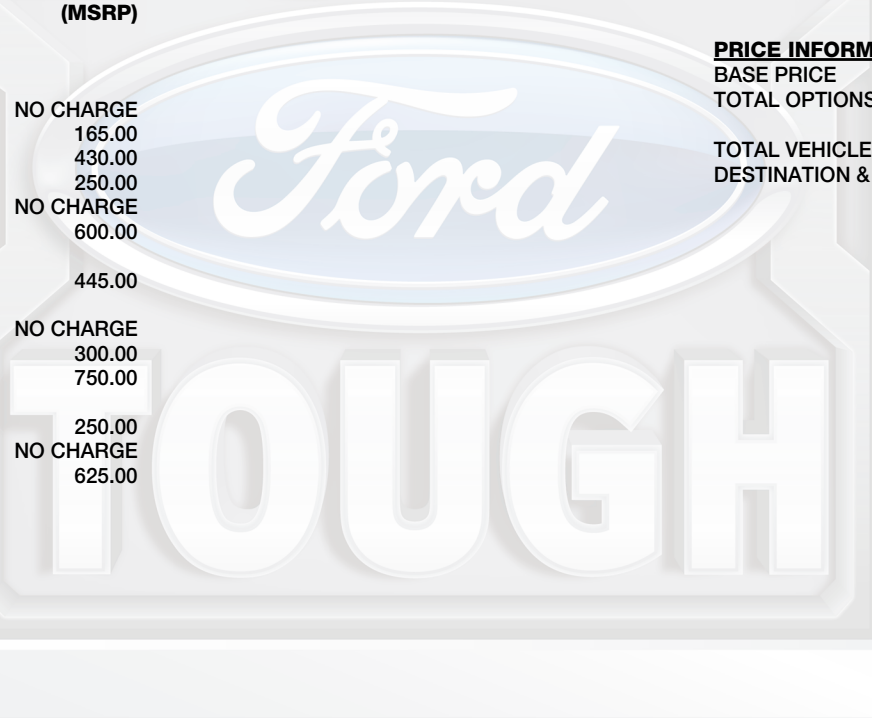 (MSRP)
NO CHARGE
165.00
430.00
250.00
NO CHARGE
600.00
445.00
NO CHARGE
300.00
750.00
250.00
NO CHARGE
625.00
PRICE INFORM
BASE PRICE
TOTAL OPTIONS
TOTAL VEHICLE
DESTINATION &
Ford
TOUGH